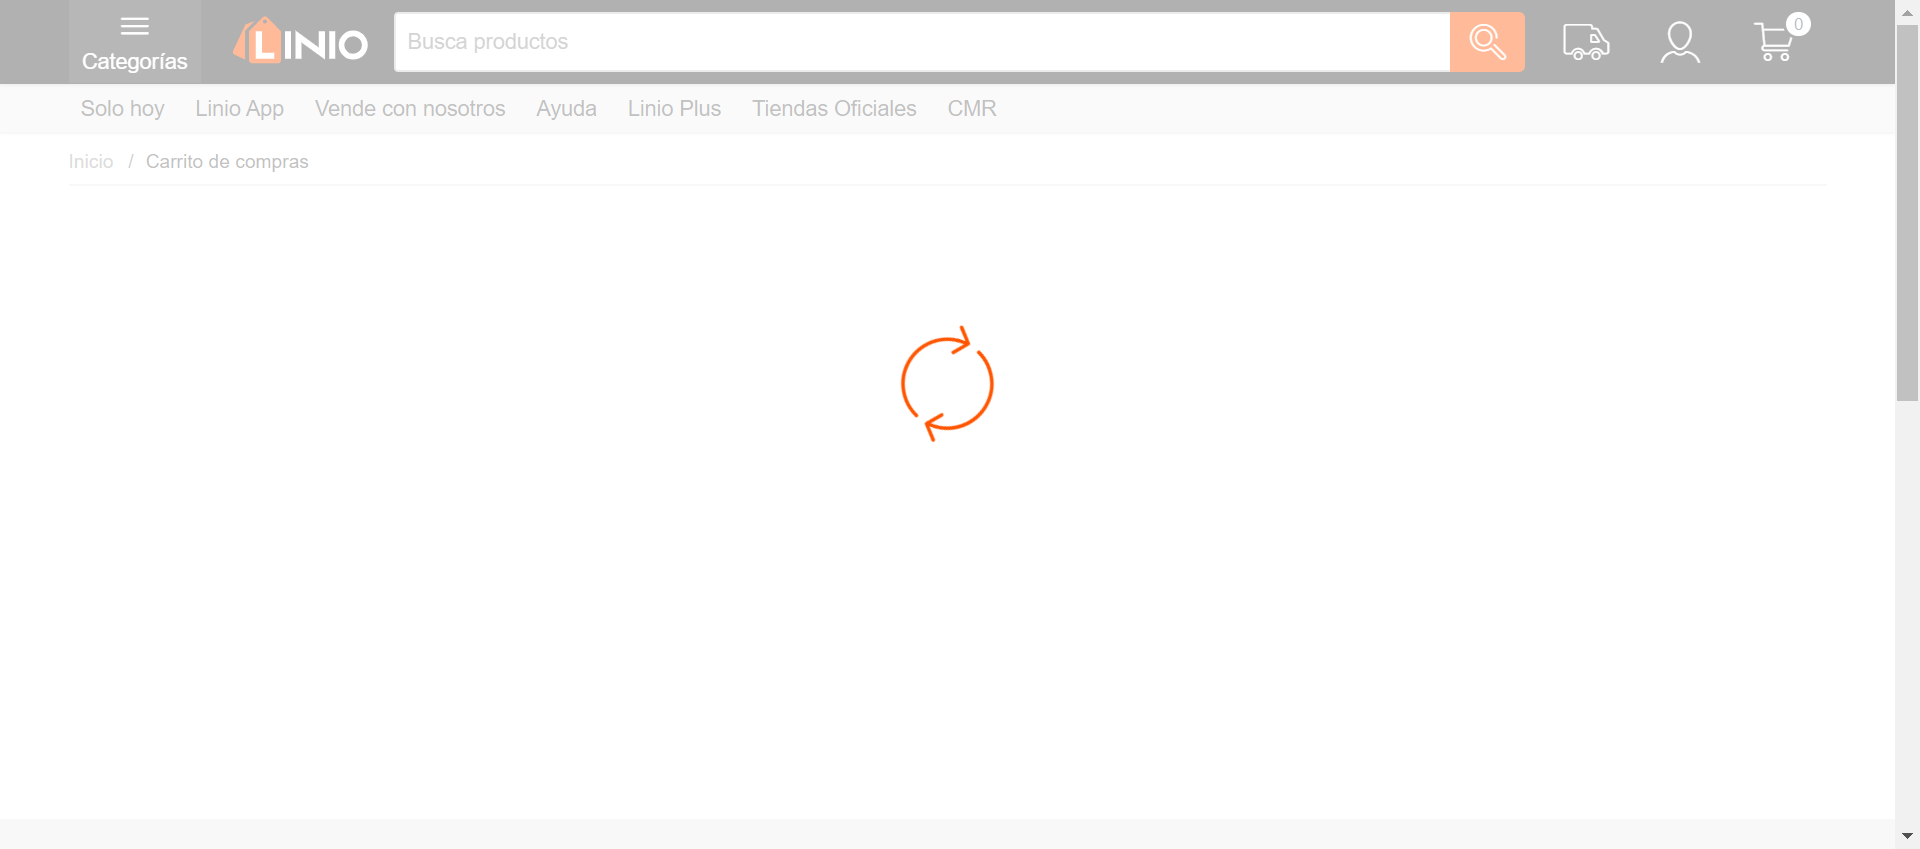 Categorías
LINIO
Busca productos
0
Solo hoy
Linio App
Vende con nosotros
Ayuda
Linio Plus
Tiendas Oficiales
CMR
Inicio / Carrito de compras